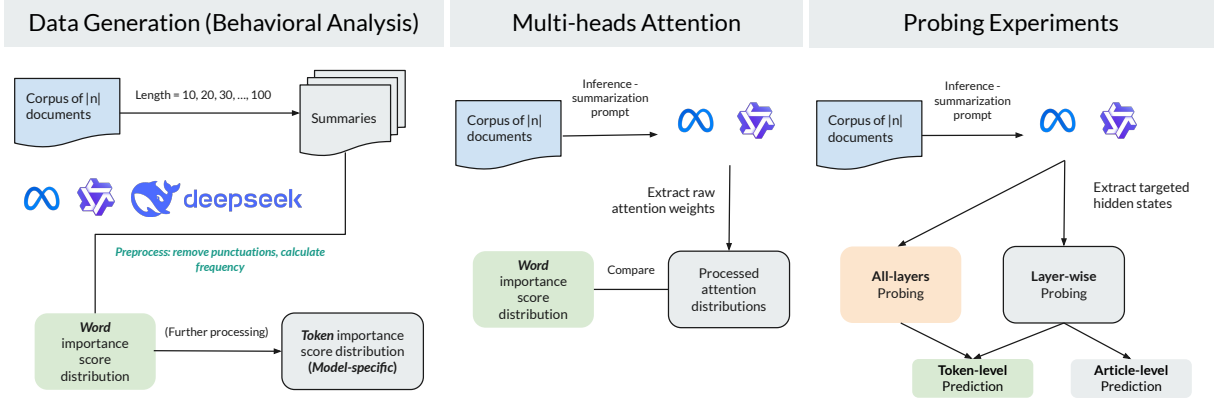 Data Generation (Behavioral Analysis)
Corpus of |n|
documents
Length = 10, 20, 30, ..., 100
Summaries
deepseek
Preprocess: remove punctuations, calculate
frequency
Word
importance
score
distribution
(Further processing)
Token importance
score distribution
(Model-specific)
Multi-heads Attention
Corpus of |n|
documents
Inference -
summarization
prompt
Extract raw
attention weights
Word
importance
score
distribution
Compare
Processed
attention
distributions
Probing Experiments
Corpus of |n|
documents
Inference -
summarization
prompt
Extract targeted
hidden states
All-layers
Probing
Layer-wise
Probing
Token-level
Prediction
Article-level
Prediction